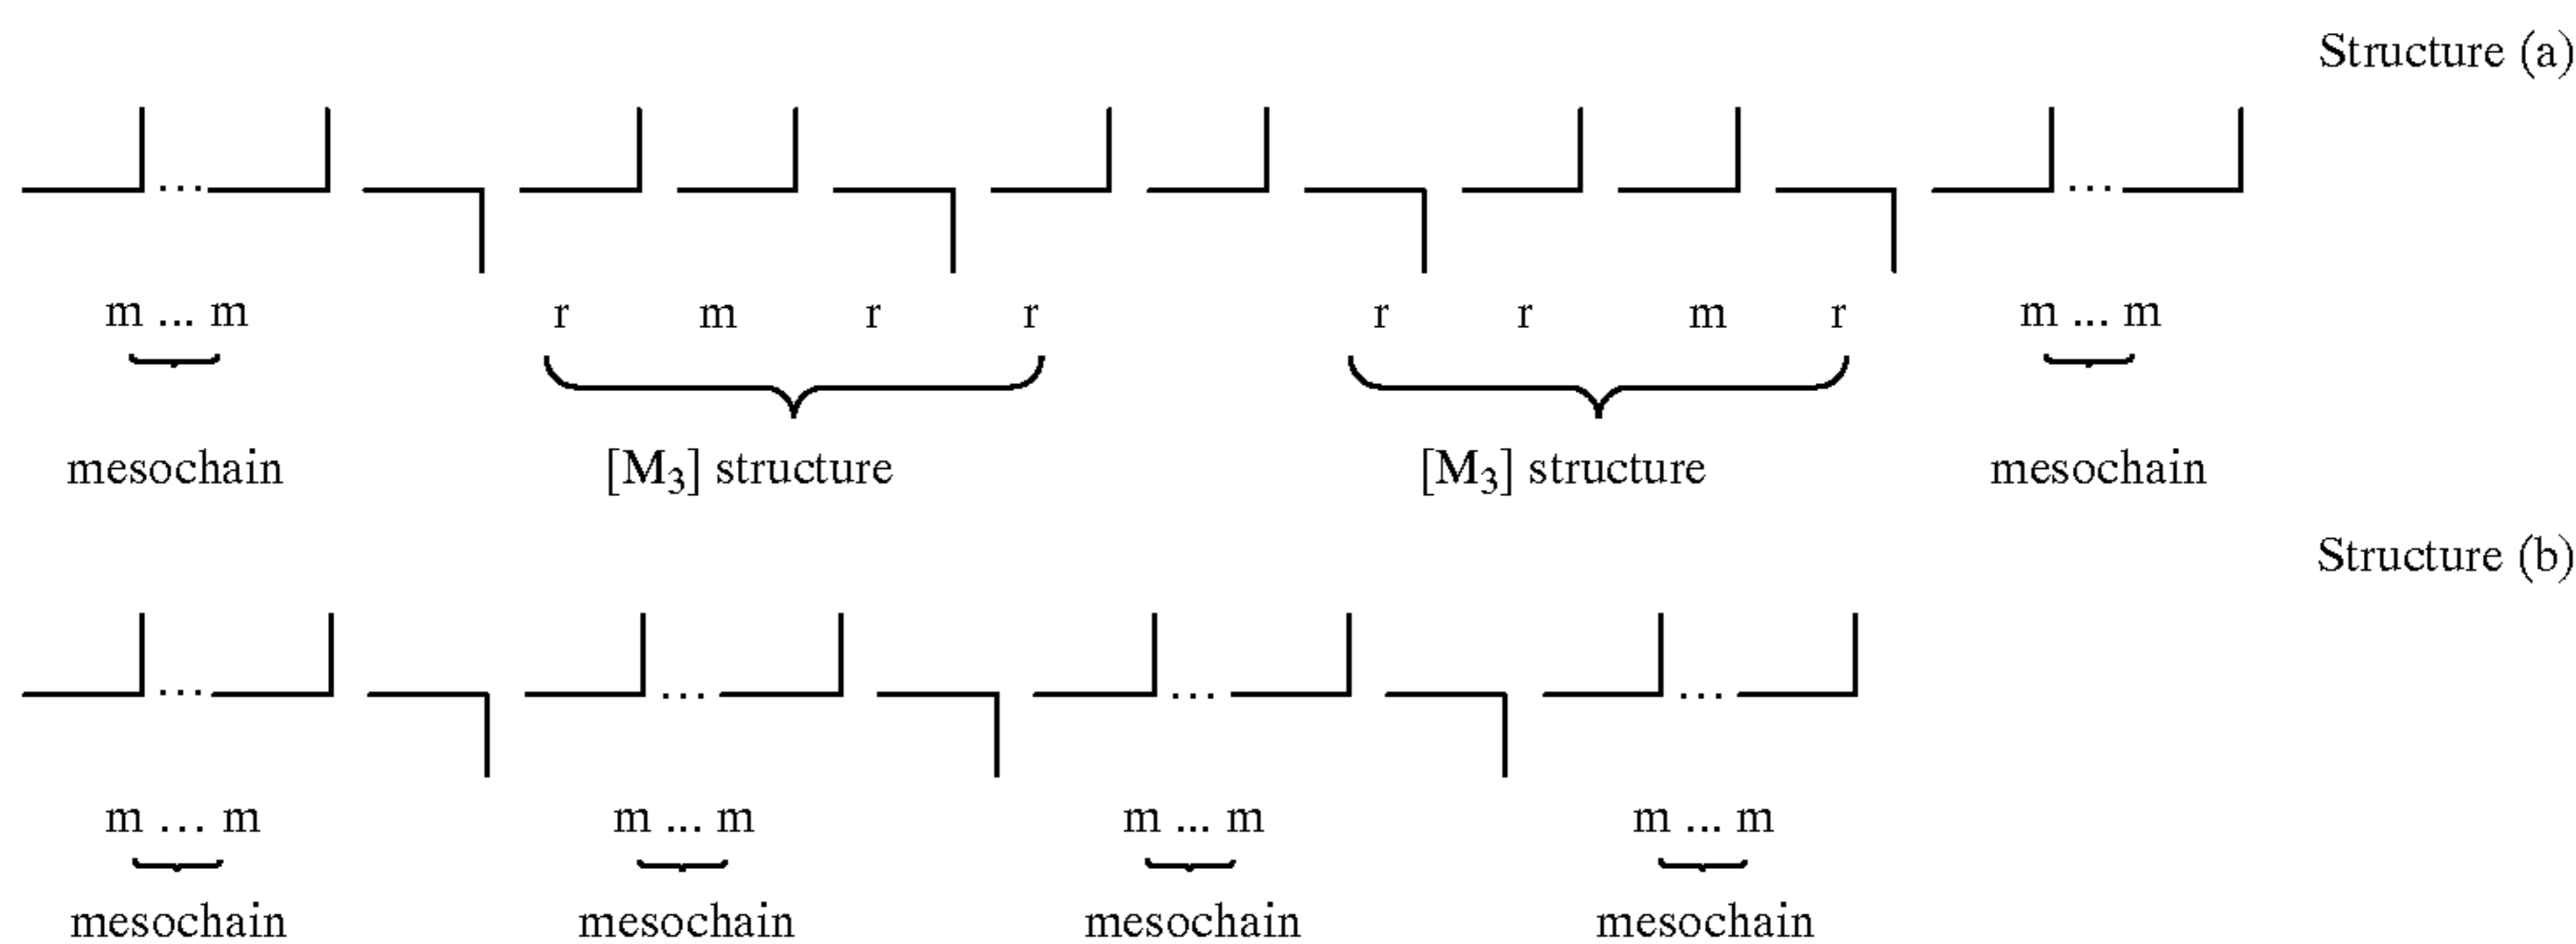 Structure (a)
m ... m r m r r r r m r m ... m
mesochain [M₃] structure [M₃] structure mesochain
Structure (b)
m ... m m ... m m ... m m ... m
mesochain mesochain mesochain mesochain